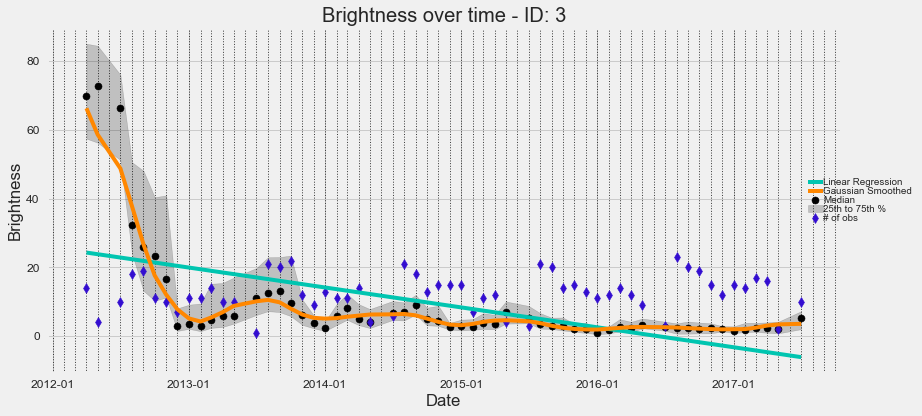 Brightness over time - ID: 3
Brightness
80
60
40
20
0
2012-01
2013-01
2014-01
2015-01
2016-01
2017-01
Date
Linear Regression
Gaussian Smoothed
Median
25th to 75th %
# of obs